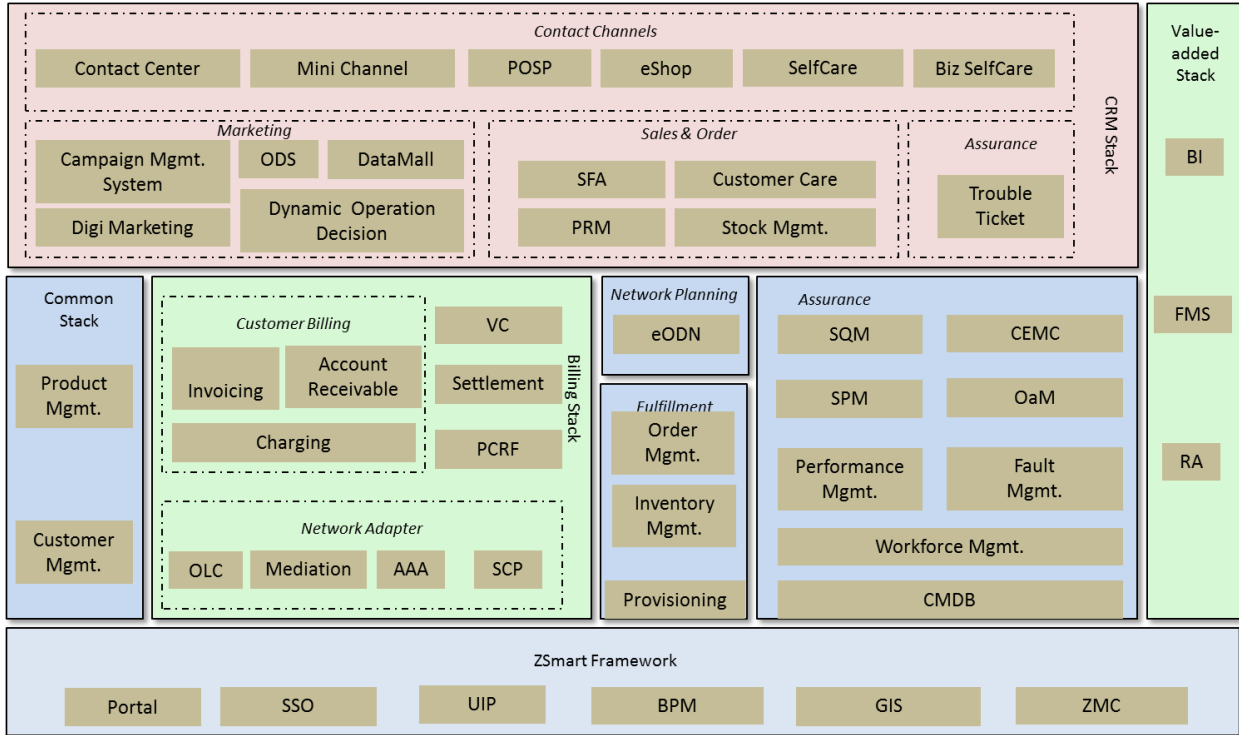 Contact Channels
Contact Center
Mini Channel
POSP
eShop
SelfCare
Biz SelfCare
CRM Stack
Marketing
Campaign Mgmt.
System
ODS
DataMall
Digi Marketing
Dynamic Operation
Decision
Sales & Order
SFA
Customer Care
PRM
Stock Mgmt.
Assurance
Trouble
Ticket
Value-
added
Stack
BI
FMS
RA
Common
Stack
Product
Mgmt.
Customer
Mgmt.
Customer Billing
Invoicing
Account
Receivable
Charging
VC
Settlement
PCRF
Billing Stack
Network Adapter
OLC
Mediation
AAA
SCP
Network Planning
eODN
Fulfillment
Order
Mgmt.
Inventory
Mgmt.
Provisioning
Assurance
SQM
CEMC
SPM
OaM
Performance
Mgmt.
Fault
Mgmt.
Workforce Mgmt.
CMDB
ZSmart Framework
Portal
SSO
UIP
BPM
GIS
ZMC